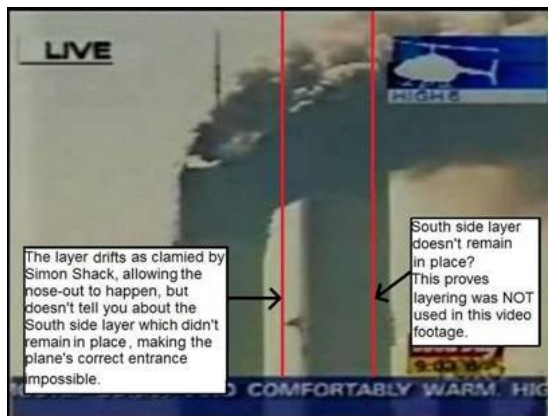 LIVE
HIGH 6
The layer drifts as clamied by
Simon Shack, allowing the
nose-out to happen, but
doesn't tell you about the
South side layer which didn't
remain in place, making the
plane's correct entrance
impossible.
South side layer
doesn't remain
in place?
This proves
layering was NOT
used in this video
footage.
9:03
COMFORTABLY WARM. HIG